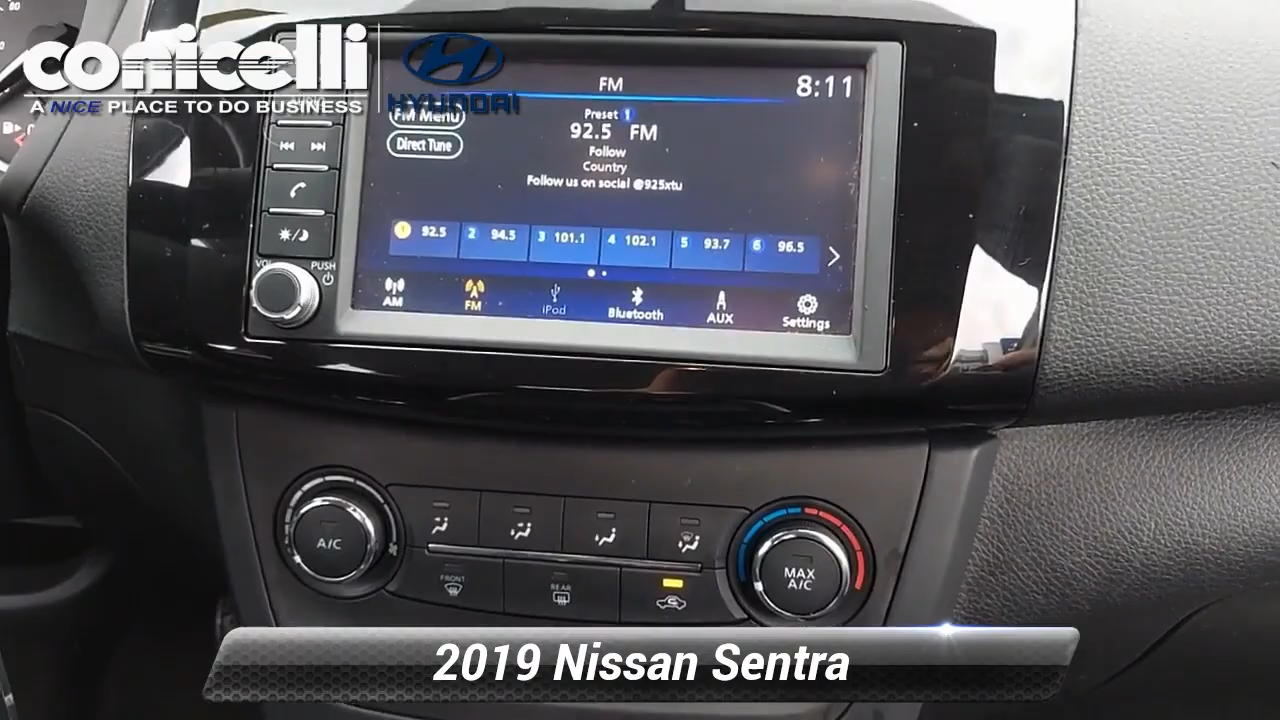 60
conicelli
A NICE PLACE TO DO BUSINESS
HYUNDAI
FM
8:11
FM Menu
Direct Tune
Preset 1
92.5 FM
Follow
Country
Follow us on social @925xtu
1 92.5
2 94.5
3 101.1
4 102.1
5 93.7
6 96.5
AM
FM
iPod
Bluetooth
AUX
Settings
VOL
PUSH
A/C
FRONT
REAR
MAX
A/C
2019 Nissan Sentra